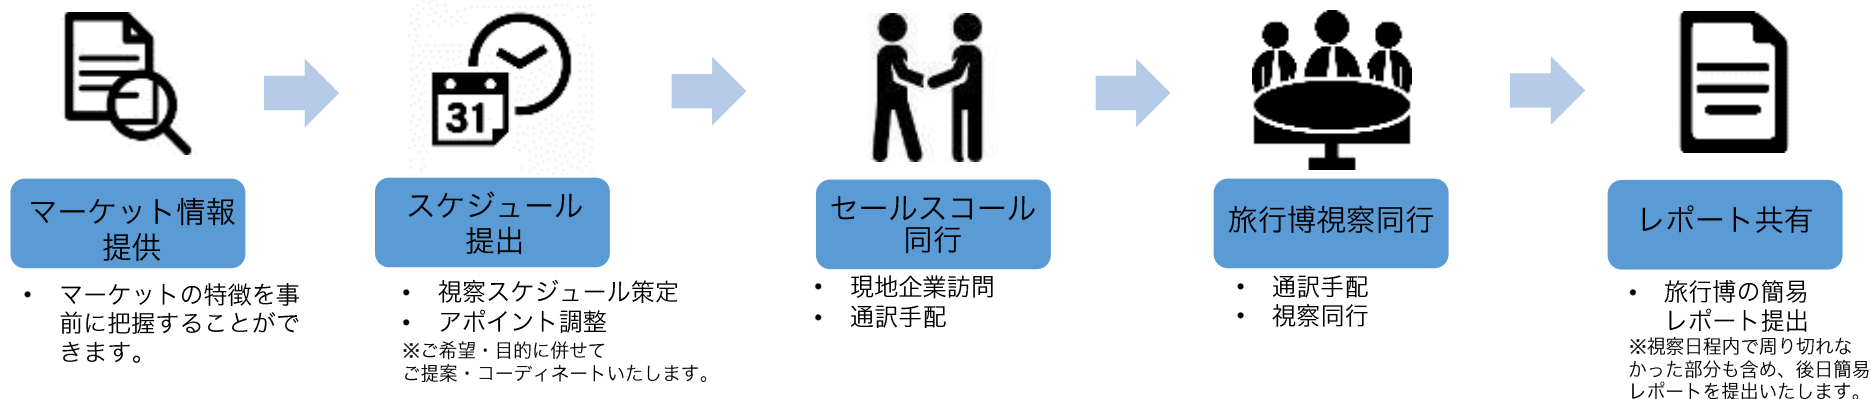 31
マーケット情報
提供
• マーケットの特徴を事
前に把握することがで
きます。
スケジュール
提出
• 視察スケジュール策定
• アポイント調整
※ご希望・目的に併せて
ご提案・コーディネートいたします。
セールスコール
同行
• 現地企業訪問
• 通訳手配
旅行博視察同行
• 通訳手配
• 視察同行
レポート共有
• 旅行博の簡易
レポート提出
※視察日程内で周り切れな
かった部分も含め、後日簡易
レポートを提出いたします。